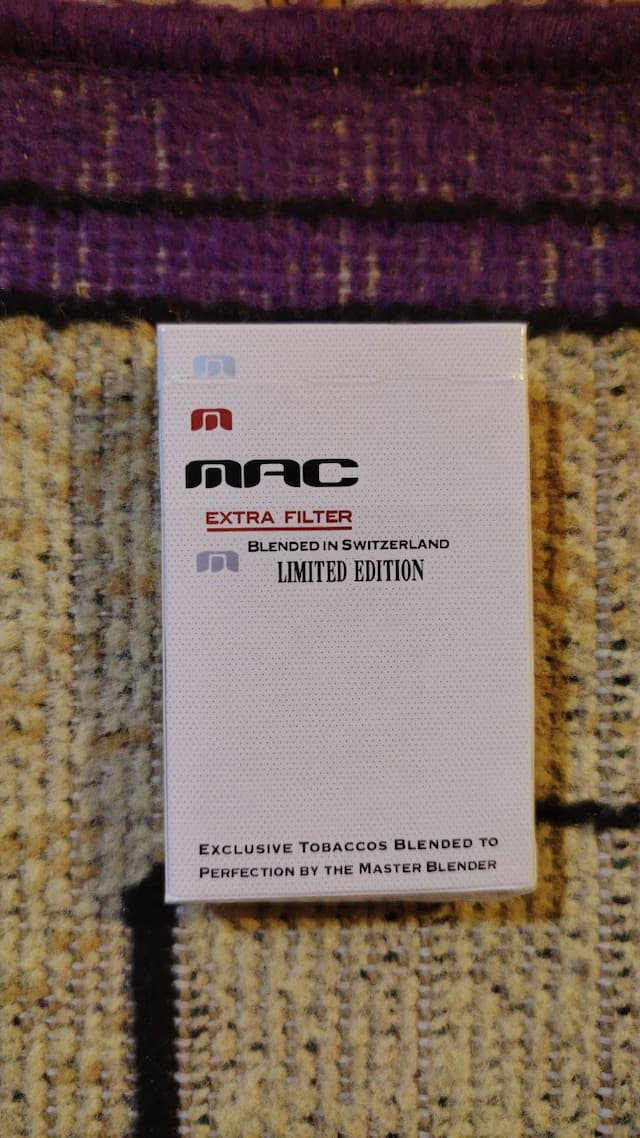 MAC
EXTRA FILTER
BLENDED IN SWITZERLAND
LIMITED EDITION
EXCLUSIVE TOBACCOS BLENDED TO
PERFECTION BY THE MASTER BLENDER